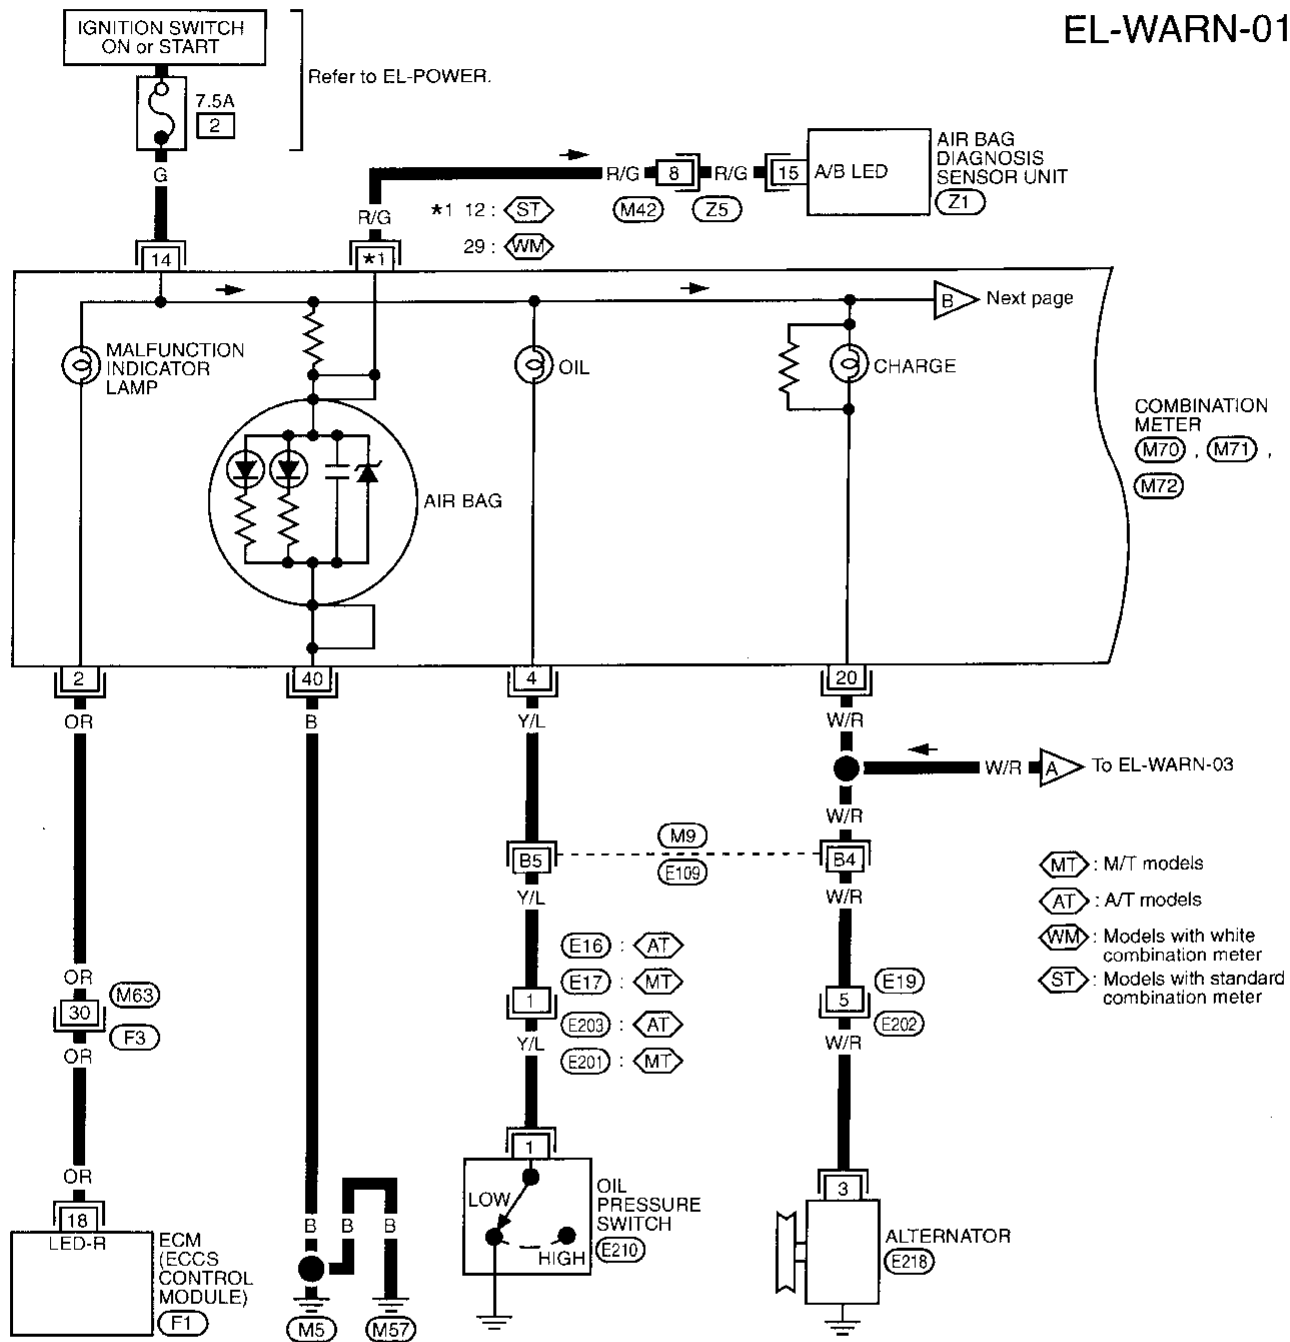 EL-WARN-01
IGNITION SWITCH
ON or START
Refer to EL-POWER.
7.5A
2
G
R/G
8
R/G
15
A/B LED
AIR BAG
DIAGNOSIS
SENSOR UNIT
Z1
R/G
*1 12 : ST
M42
Z5
29 : WM
14
*1
B
Next page
MALFUNCTION
INDICATOR
LAMP
OIL
CHARGE
COMBINATION
METER
M70 , M71 ,
M72
AIR BAG
2
40
4
20
OR
B
Y/L
W/R
W/R
A
To EL-WARN-03
W/R
M9
B5
B4
E109
Y/L
W/R
MT : M/T models
AT : A/T models
WM : Models with white
combination meter
ST : Models with standard
combination meter
E16 : AT
E17 : MT
1
E203 : AT
Y/L
E201 : MT
E19
5
E202
W/R
OR
M63
30
F3
OR
OR
18
LED-R
ECM
(ECCS
CONTROL
MODULE)
F1
B
B
B
M5
M57
1
LOW
HIGH
OIL
PRESSURE
SWITCH
E210
3
ALTERNATOR
E218